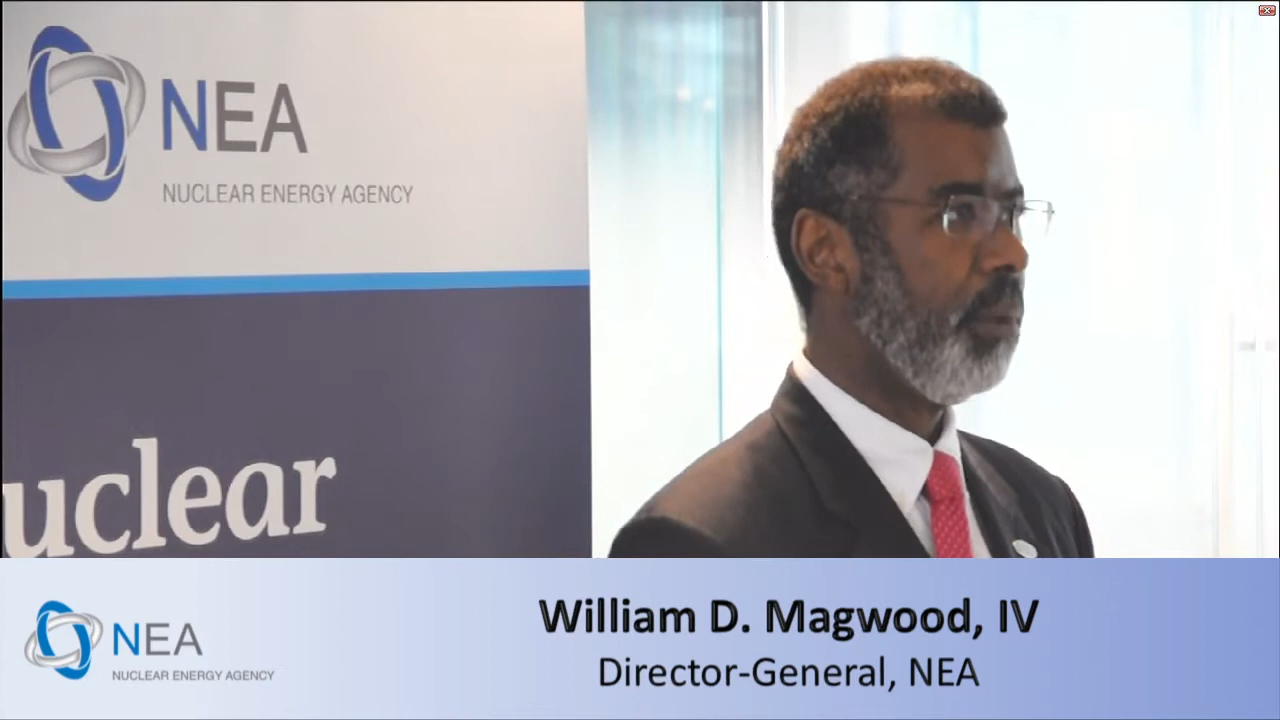 NEA
NUCLEAR ENERGY AGENCY
uclear
NEA
NUCLEAR ENERGY AGENCY
William D. Magwood, IV
Director-General, NEA